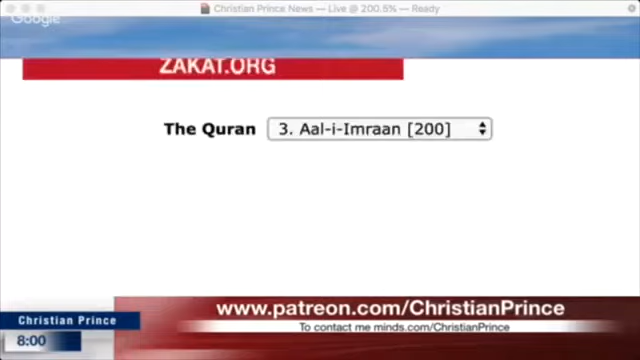 Christian Prince News — Live @ 200.5% — Ready
Google
ZAKAT.ORG
The Quran 3. Aal-i-Imraan [200]
www.patreon.com/ChristianPrince
Christian Prince
To contact me minds.com/ChristianPrince
8:00